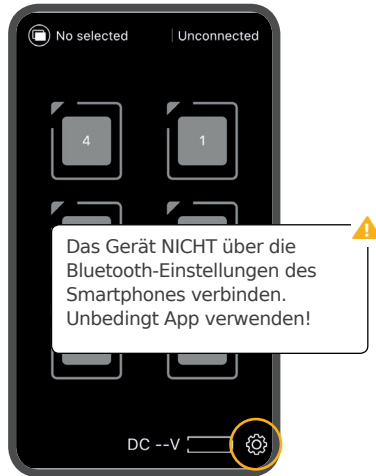 No selected
Unconnected
4
1
Das Gerät NICHT über die
Bluetooth-Einstellungen des
Smartphones verbinden.
Unbedingt App verwenden!
DC --V